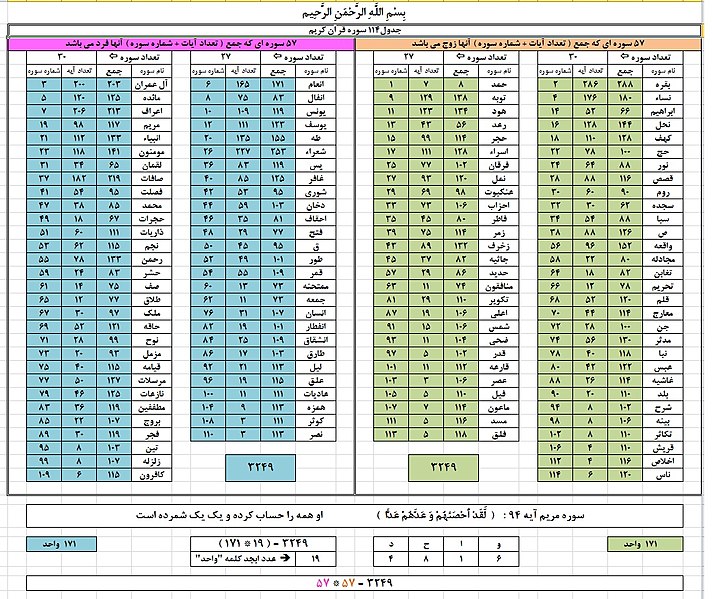 بِسْمِ اللَّهِ الرَّحْمَنِ الرَّحِیمِ
جدول ۱۱۴ سوره قرآن کریم
۵۷ سوره ای که جمع ( تعداد آیات + شماره سوره ) آنها زوج می باشد ۵۷ سوره ای که جمع ( تعداد آیات + شماره سوره ) آنها فرد می باشد
تعداد سوره ⇐ ۳۰ تعداد سوره ⇐ ۲۷ تعداد سوره ⇐ ۲۷ تعداد سوره ⇐ ۳۰
نام سوره جمع تعداد آیه شماره سوره نام سوره جمع تعداد آیه شماره سوره نام سوره جمع تعداد آیه شماره سوره نام سوره جمع تعداد آیه شماره سوره
بقره ۲۸۸ ۲۸۶ ۲ حمد ۸ ۷ ۱ انعام ۱۷۱ ۱۶۵ ۶ آل عمران ۲۰۳ ۲۰۰ ۳
نساء ۱۸۰ ۱۷۶ ۴ توبه ۱۳۸ ۱۲۹ ۹ انفال ۸۳ ۷۵ ۸ مائده ۱۲۵ ۱۲۰ ۵
ابراهیم ۶۶ ۵۲ ۱۴ هود ۱۳۴ ۱۲۳ ۱۱ یونس ۱۱۹ ۱۰۹ ۱۰ اعراف ۲۱۳ ۲۰۶ ۷
نحل ۱۴۴ ۱۲۸ ۱۶ رعد ۵۶ ۴۳ ۱۳ یوسف ۱۲۳ ۱۱۱ ۱۲ مریم ۱۱۷ ۹۸ ۱۹
کهف ۱۲۸ ۱۱۰ ۱۸ حجر ۱۱۴ ۹۹ ۱۵ طه ۱۵۵ ۱۳۵ ۲۰ انبیاء ۱۳۳ ۱۱۲ ۲۱
حج ۱۰۰ ۷۸ ۲۲ اسراء ۱۲۸ ۱۱۱ ۱۷ شعراء ۲۵۳ ۲۲۷ ۲۶ مومنون ۱۴۱ ۱۱۸ ۲۳
نور ۸۸ ۶۴ ۲۴ فرقان ۱۰۲ ۷۷ ۲۵ یس ۱۱۹ ۸۳ ۳۶ لقمان ۶۵ ۳۴ ۳۱
قصص ۱۱۶ ۸۸ ۲۸ نمل ۱۲۰ ۹۳ ۲۷ غافر ۱۲۵ ۸۵ ۴۰ صافات ۲۱۹ ۱۸۲ ۳۷
روم ۹۰ ۶۰ ۳۰ عنکبوت ۹۸ ۶۹ ۲۹ شوری ۹۵ ۵۳ ۴۲ فصلت ۹۵ ۵۴ ۴۱
سجده ۶۲ ۳۰ ۳۲ احزاب ۱۰۶ ۷۳ ۳۳ دخان ۱۰۳ ۵۹ ۴۴ محمد ۸۵ ۳۸ ۴۷
سبا ۸۸ ۵۴ ۳۴ فاطر ۸۰ ۴۵ ۳۵ احقاف ۸۱ ۳۵ ۴۶ حجرات ۶۷ ۱۸ ۴۹
ص ۱۲۶ ۸۸ ۳۸ زمر ۱۱۴ ۷۵ ۳۹ فتح ۷۷ ۲۹ ۴۸ ذاریات ۱۱۱ ۶۰ ۵۱
واقعه ۱۵۲ ۹۶ ۵۶ زخرف ۱۳۲ ۸۹ ۴۳ ق ۹۵ ۴۵ ۵۰ نجم ۱۱۵ ۶۲ ۵۳
مجادله ۸۰ ۲۲ ۵۸ جاثیه ۸۲ ۳۷ ۴۵ طور ۱۰۱ ۴۹ ۵۲ رحمن ۱۳۳ ۷۸ ۵۵
تغابن ۸۲ ۱۸ ۶۴ حدید ۸۶ ۲۹ ۵۷ قمر ۱۰۹ ۵۵ ۵۴ حشر ۸۳ ۲۴ ۵۹
تحریم ۷۸ ۱۲ ۶۶ منافقون ۷۴ ۱۱ ۶۳ ممتحنه ۷۳ ۱۳ ۶۰ صف ۷۵ ۱۴ ۶۱
قلم ۱۲۰ ۵۲ ۶۸ تکویر ۱۱۰ ۲۹ ۸۱ جمعه ۷۳ ۱۱ ۶۲ طلاق ۷۷ ۱۲ ۶۵
معارج ۱۱۴ ۴۴ ۷۰ اعلی ۱۰۶ ۱۹ ۸۷ انسان ۱۰۷ ۳۱ ۷۶ ملک ۹۷ ۳۰ ۶۷
جن ۱۰۰ ۲۸ ۷۲ شمس ۱۰۶ ۱۵ ۹۱ انفطار ۱۰۱ ۱۹ ۸۲ حاقه ۱۲۱ ۵۲ ۶۹
مدثر ۱۳۰ ۵۶ ۷۴ ضحی ۱۰۴ ۱۱ ۹۳ انشقاق ۱۰۹ ۲۵ ۸۴ نوح ۹۹ ۲۸ ۷۱
نبا ۱۱۸ ۴۰ ۷۸ قدر ۱۰۲ ۵ ۹۷ طارق ۱۰۳ ۱۷ ۸۶ مزمل ۹۳ ۲۰ ۷۳
عبس ۱۲۲ ۴۲ ۸۰ قارعه ۱۱۲ ۱۱ ۱۰۱ لیل ۱۱۳ ۲۱ ۹۲ قیامه ۱۱۵ ۴۰ ۷۵
غاشیه ۱۱۴ ۲۶ ۸۸ عصر ۱۰۶ ۳ ۱۰۳ علق ۱۱۵ ۱۹ ۹۶ مرسلات ۱۲۷ ۵۰ ۷۷
بلد ۱۱۰ ۲۰ ۹۰ فیل ۱۱۰ ۵ ۱۰۵ عادیات ۱۱۱ ۱۱ ۱۰۰ نازعات ۱۲۵ ۴۶ ۷۹
شرح ۱۰۲ ۸ ۹۴ ماعون ۱۱۴ ۷ ۱۰۷ همزه ۱۱۳ ۹ ۱۰۴ مطففین ۱۱۹ ۳۶ ۸۳
بینه ۱۰۶ ۸ ۹۸ مسد ۱۱۶ ۵ ۱۱۱ کوثر ۱۱۱ ۳ ۱۰۸ بروج ۱۰۷ ۲۲ ۸۵
تکاثر ۱۱۰ ۸ ۱۰۲ فلق ۱۱۸ ۵ ۱۱۳ نصر ۱۱۳ ۳ ۱۱۰ فجر ۱۱۹ ۳۰ ۸۹
قریش ۱۱۰ ۴ ۱۰۶ تین ۱۰۳ ۸ ۹۵
اخلاص ۱۱۶ ۴ ۱۱۲ ۳۲۴۹ ۳۲۴۹ زلزله ۱۰۷ ۸ ۹۹
ناس ۱۲۰ ۶ ۱۱۴ کافرون ۱۱۵ ۶ ۱۰۹
سوره مریم آیه ۹۴ : ( لَّقَدْ أَحْصَىٰهُمْ وَعَدَّهُمْ عَدًّا ) او همه را حساب کرده و یک یک شمرده است
۱۷۱ واحد و ا ح د ۳۲۴۹ = (۱۹ * ۱۷۱) ۱۷۱ واحد
۶ ۱ ۸ ۴ عدد ابجد کلمه "واحد" ➔ ۱۹
۳۲۴۹ = ۵۷ * ۵۷